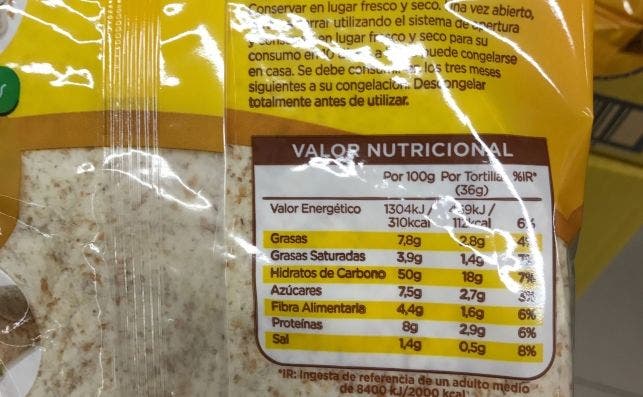 Conservar en lugar fresco y seco. Una vez abierto,
utilizando el sistema de apertura
en lugar fresco y seco para su
consumo en 10 puede congelarse
en casa. Se debe consumir los tres meses
siguientes a su congelación. Descongelar
totalmente antes de utilizar.
VALOR NUTRICIONAL
Por 100g Por Tortilla %IR*
(36g)
Valor Energético 1304kJ /
310kcal 112kcal 6%
Grasas 7,8g 2,8g 4%
Grasas Saturadas 3,9g 1,4g 7%
Hidratos de Carbono 50g 18g 7%
Azúcares 7,5g 2,7g 3%
Fibra Alimentaria 4,4g 1,6g 6%
Proteínas 8g 2,9g 6%
Sal 1,4g 0,5g 8%
*IR: Ingesta de referencia de un adulto medio
de 8400 kJ/2000 kcal